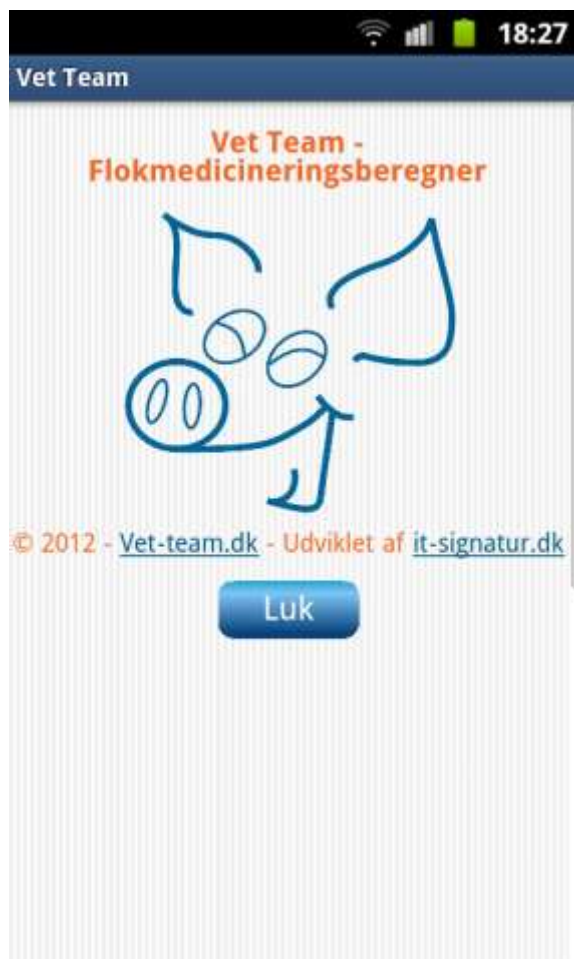 18:27
Vet Team
Vet Team -
Flokmedicineringsberegner
© 2012 - Vet-team.dk - Udviklet af it-signatur.dk
Luk